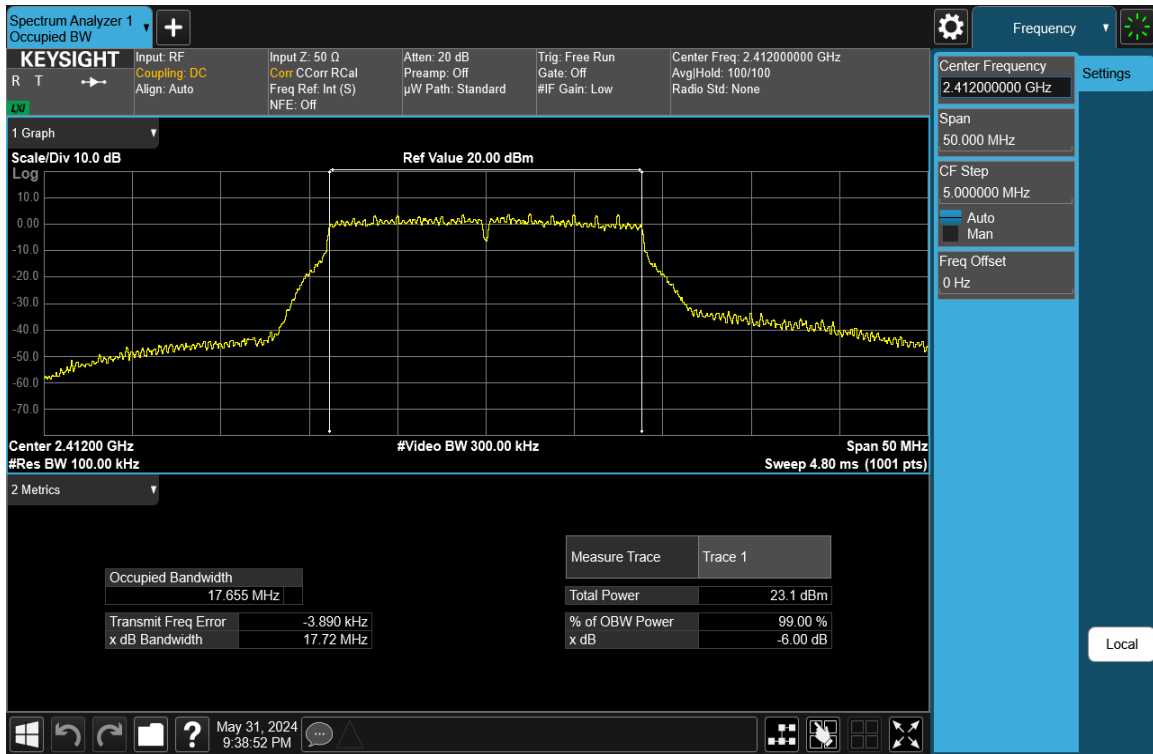 Spectrum Analyzer 1
Occupied BW
+
Frequency
KEYSIGHT
R T
LXI
Input: RF
Coupling: DC
Align: Auto
Input Z: 50 Ω
Corr CCorr RCal
Freq Ref: Int (S)
NFE: Off
Atten: 20 dB
Preamp: Off
µW Path: Standard
Trig: Free Run
Gate: Off
#IF Gain: Low
Center Freq: 2.412000000 GHz
Avg|Hold: 100/100
Radio Std: None
Center Frequency
2.412000000 GHz
Settings
Span
50.000 MHz
CF Step
5.000000 MHz
Auto
Man
Freq Offset
0 Hz
Local
1 Graph
Scale/Div 10.0 dB
Ref Value 20.00 dBm
Log
10.0
0.00
-10.0
-20.0
-30.0
-40.0
-50.0
-60.0
-70.0
Center 2.41200 GHz
#Video BW 300.00 kHz
Span 50 MHz
#Res BW 100.00 kHz
Sweep 4.80 ms (1001 pts)
2 Metrics
Measure Trace
Trace 1
Occupied Bandwidth
17.655 MHz
Total Power
23.1 dBm
Transmit Freq Error
-3.890 kHz
% of OBW Power
99.00 %
x dB Bandwidth
17.72 MHz
x dB
-6.00 dB
?
May 31, 2024
9:38:52 PM